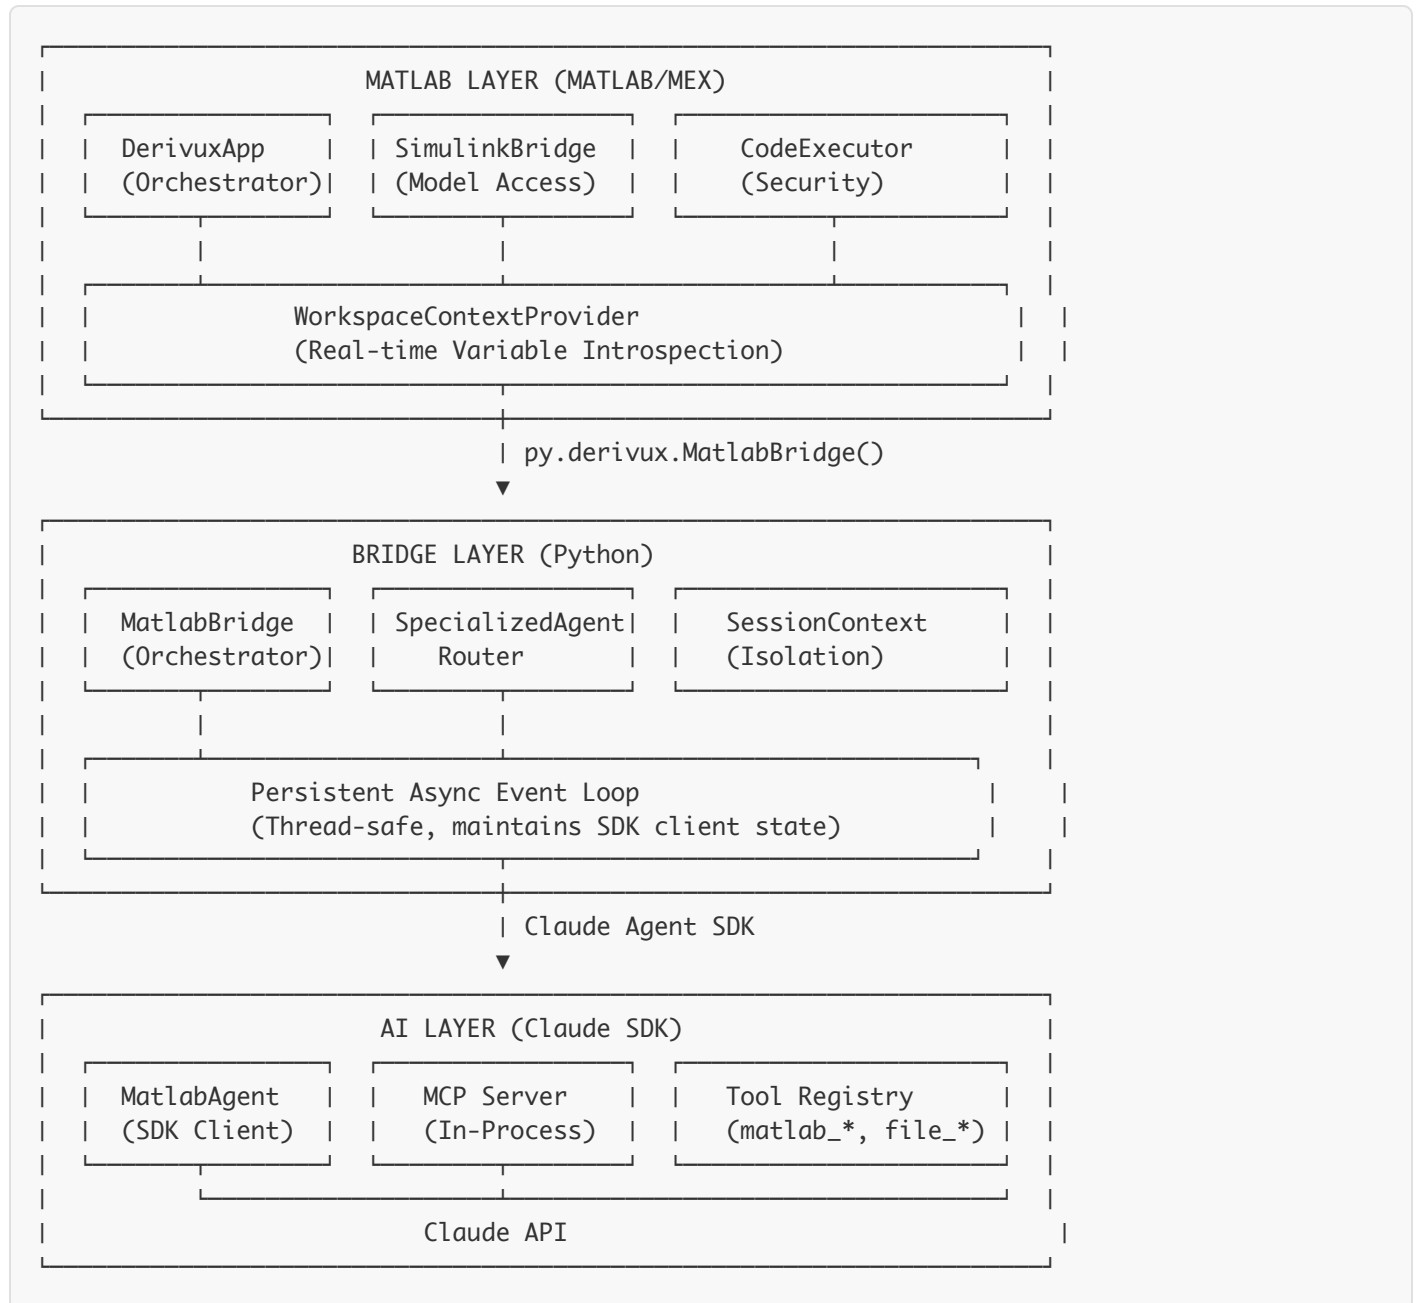 MATLAB LAYER (MATLAB/MEX)
DerivuxApp SimulinkBridge CodeExecutor
(Orchestrator) (Model Access) (Security)
WorkspaceContextProvider
(Real-time Variable Introspection)
py.derivux.MatlabBridge()
BRIDGE LAYER (Python)
MatlabBridge SpecializedAgent SessionContext
(Orchestrator) Router (Isolation)
Persistent Async Event Loop
(Thread-safe, maintains SDK client state)
Claude Agent SDK
AI LAYER (Claude SDK)
MatlabAgent MCP Server Tool Registry
(SDK Client) (In-Process) (matlab_*, file_*)
Claude API